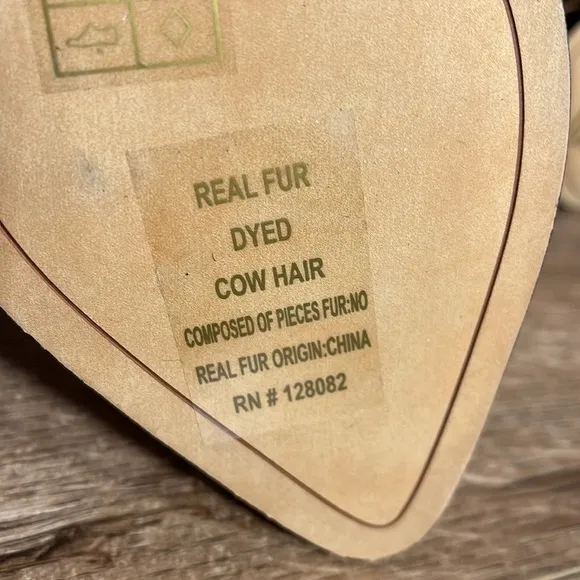 REAL FUR
DYED
COW HAIR
COMPOSED OF PIECES FUR:NO
REAL FUR ORIGIN:CHINA
RN # 128082